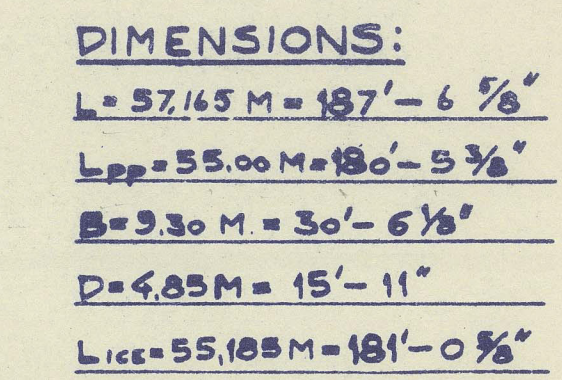 DIMENSIONS:
L = 57,165 M = 187'- 6 5/8"
Lpp = 55.00 M = 180'- 5 3/8"
B = 9.30 M. = 30'- 6 1/8"
D = 4,85 M = 15'- 11"
LICE = 55,185 M = 181'- 0 5/8"